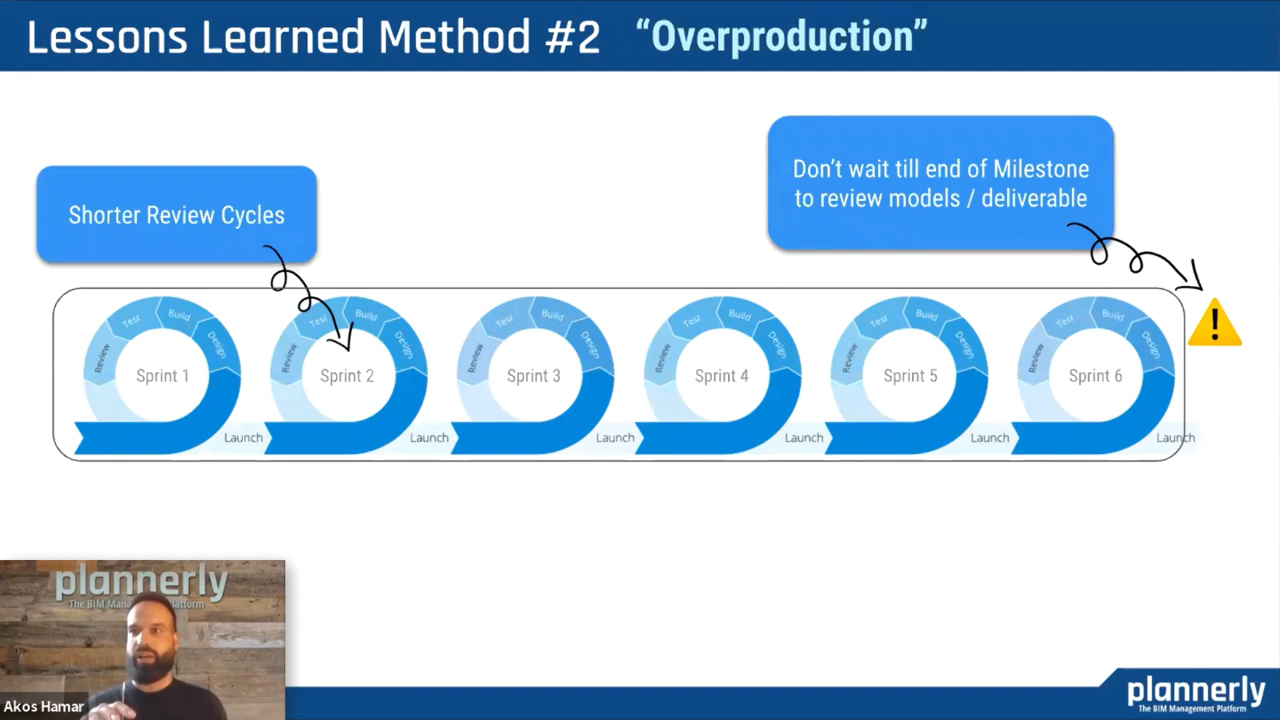 Lessons Learned Method #2 “Overproduction”
Don’t wait till end of Milestone
to review models / deliverable
Shorter Review Cycles
Review Test Build Design
Sprint 1
Launch
Review Test Build Design
Sprint 2
Launch
Review Test Build Design
Sprint 3
Launch
Review Test Build Design
Sprint 4
Launch
Review Test Build Design
Sprint 5
Launch
Review Test Build Design
Sprint 6
Launch
plannerly
The BIM Platform
Akos Hamar
plannerly
The BIM Management Platform